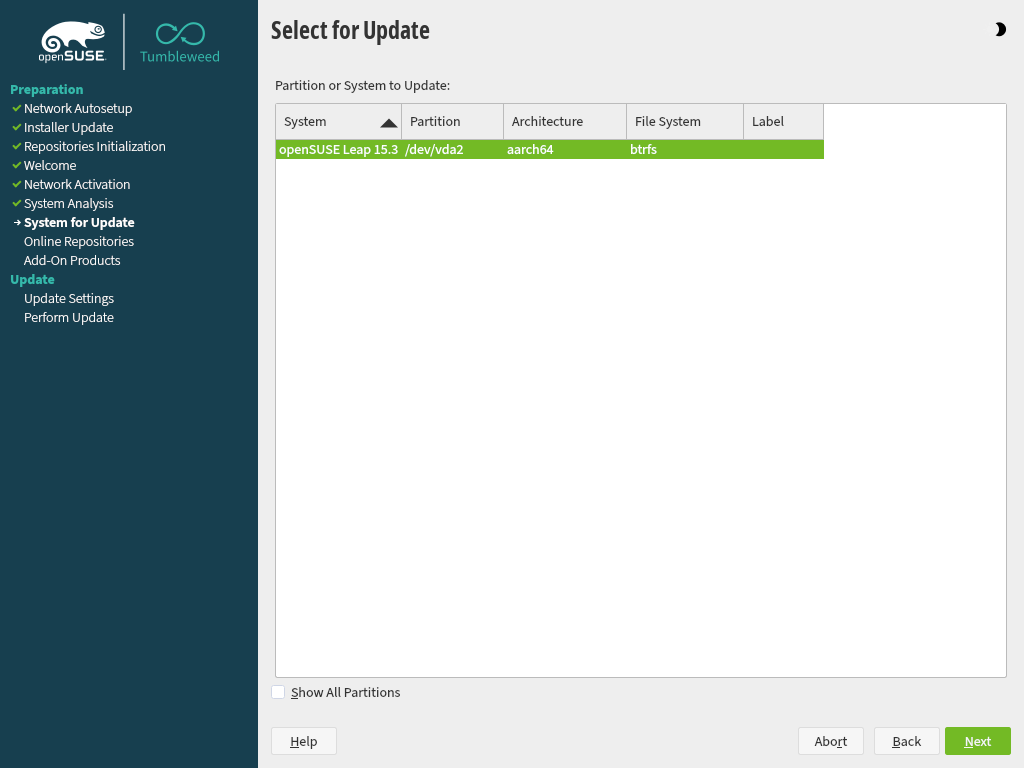 openSUSE.
Tumbleweed
Preparation
Network Autosetup
Installer Update
Repositories Initialization
Welcome
Network Activation
System Analysis
System for Update
Online Repositories
Add-On Products
Update
Update Settings
Perform Update
Select for Update
Partition or System to Update:
System Partition Architecture File System Label
openSUSE Leap 15.3 /dev/vda2 aarch64 btrfs
Show All Partitions
Help Abort Back Next